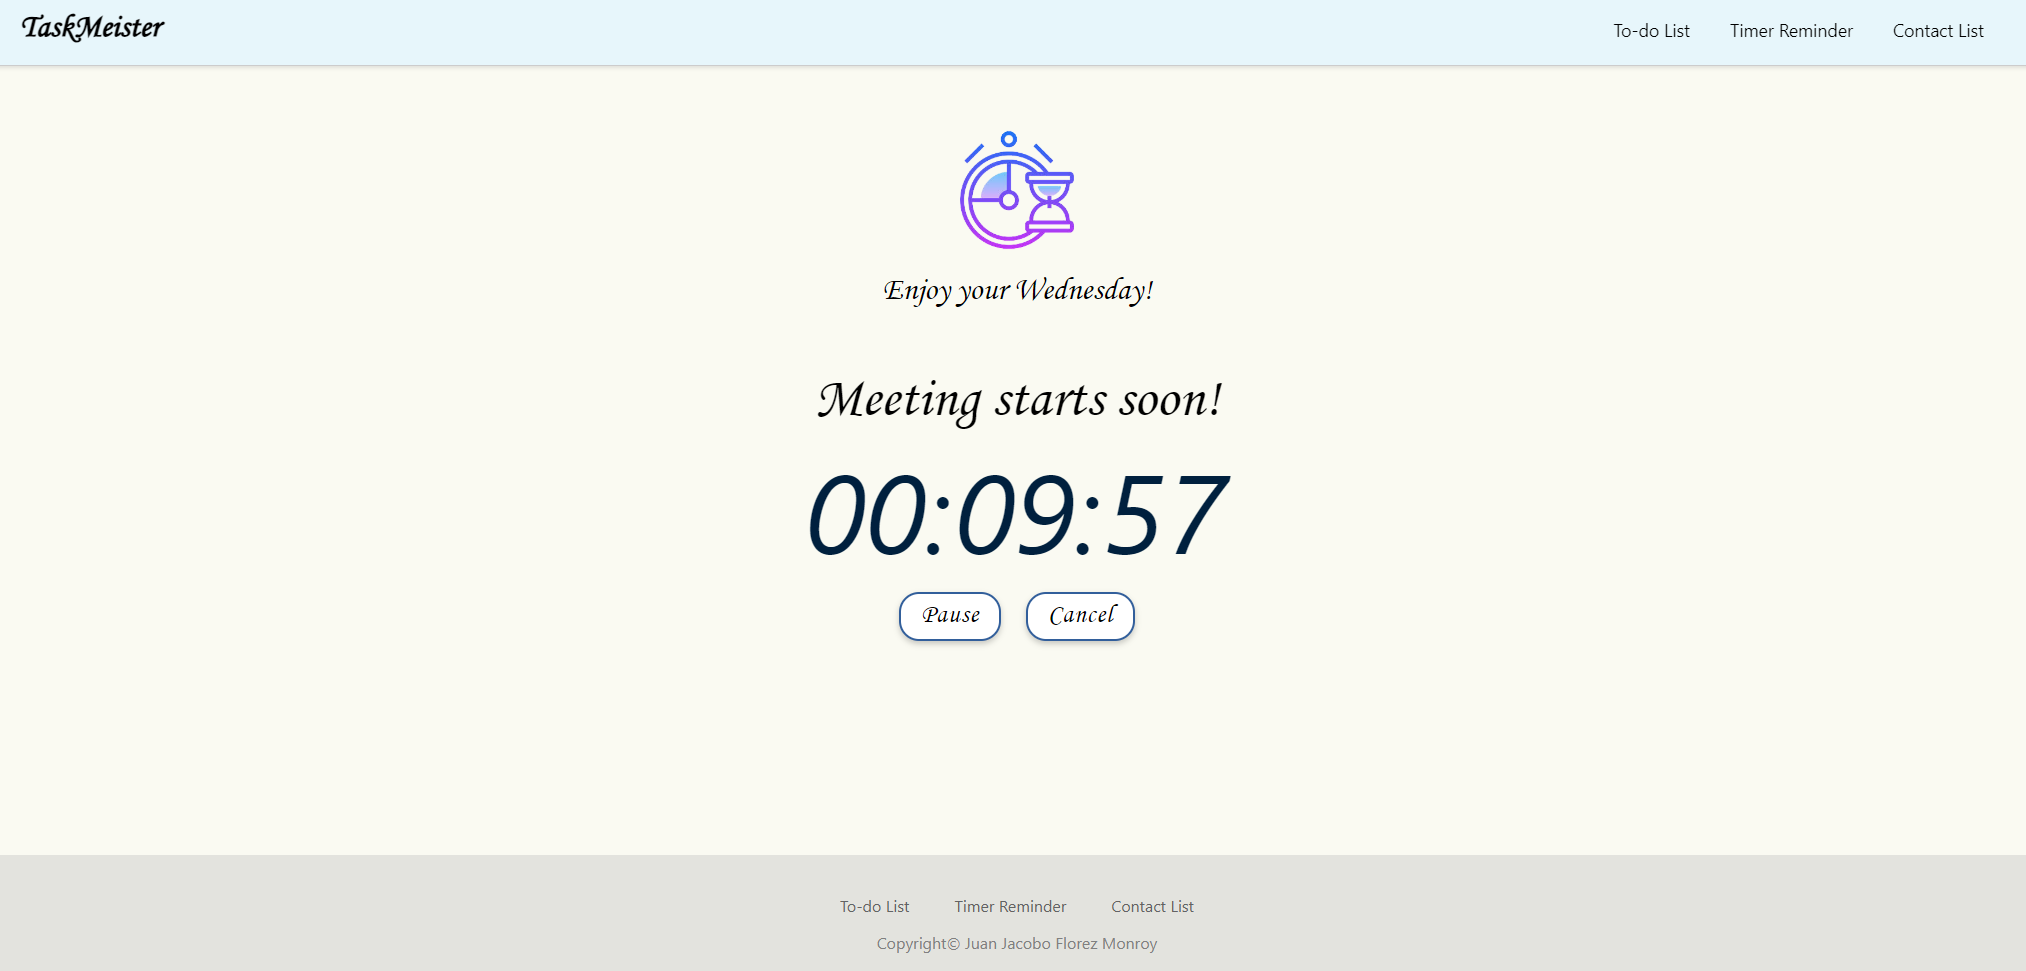 TaskMeister
To-do List Timer Reminder Contact List
Enjoy your Wednesday!
Meeting starts soon!
00:09:57
Pause Cancel
To-do List Timer Reminder Contact List
Copyright© Juan Jacobo Florez Monroy